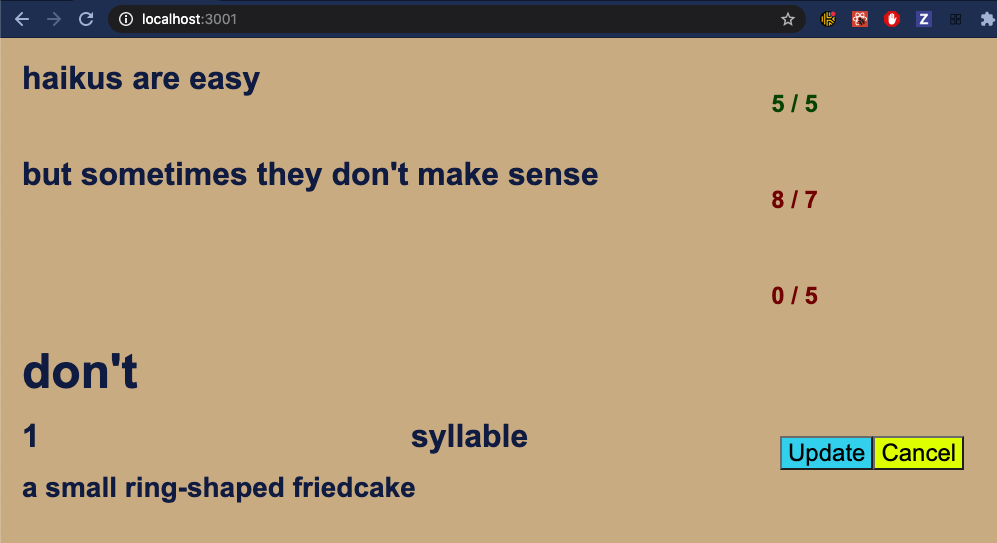 localhost:3001
haikus are easy
5 / 5
but sometimes they don't make sense
8 / 7
0 / 5
don't
1 syllable
Update Cancel
a small ring-shaped friedcake